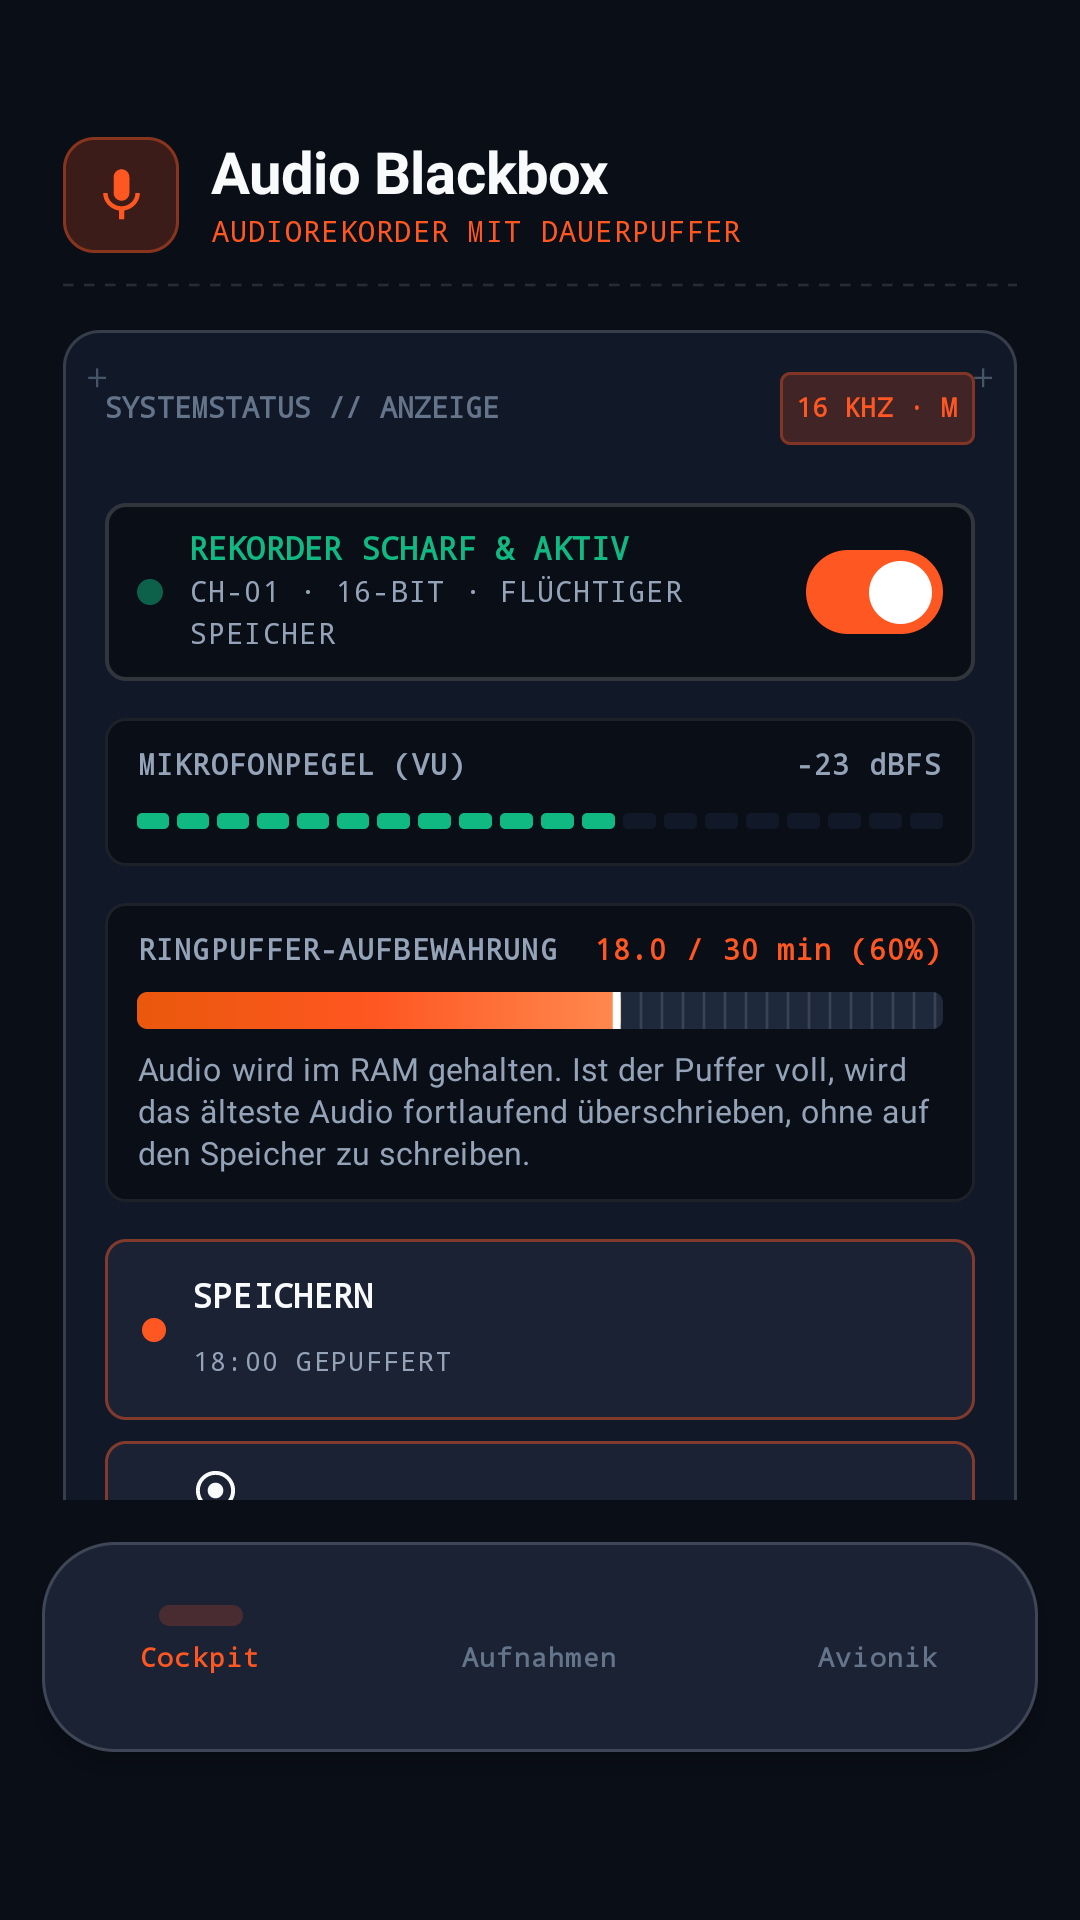 Audio Blackbox
AUDIOREKORDER MIT DAUERPUFFER
SYSTEMSTATUS // ANZEIGE
16 KHZ · M
REKORDER SCHARF & AKTIV
CH-01 · 16-BIT · FLÜCHTIGER
SPEICHER
MIKROFONPEGEL (VU)
-23 dBFS
RINGPUFFER-AUFBEWAHRUNG
18.0 / 30 min (60%)
Audio wird im RAM gehalten. Ist der Puffer voll, wird
das älteste Audio fortlaufend überschrieben, ohne auf
den Speicher zu schreiben.
SPEICHERN
18:00 GEPUFFERT
Cockpit
Aufnahmen
Avionik